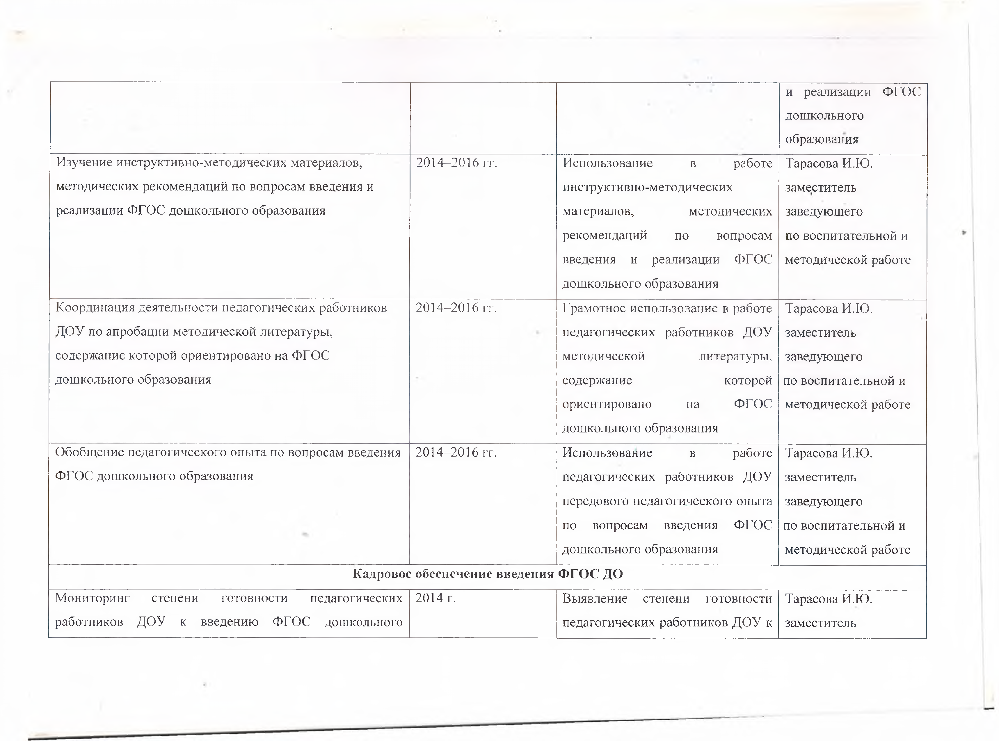 и реализации ФГОС
дошкольного
образования
Изучение инструктивно-методических материалов,
методических рекомендаций по вопросам введения и
реализации ФГОС дошкольного образования
2014–2016 гг.
Использование в работе
инструктивно-методических
материалов, методических
рекомендаций по вопросам
введения и реализации ФГОС
дошкольного образования
Тарасова И.Ю.
заместитель
заведующего
по воспитательной и
методической работе
Координация деятельности педагогических работников
ДОУ по апробации методической литературы,
содержание которой ориентировано на ФГОС
дошкольного образования
2014–2016 гг.
Грамотное использование в работе
педагогических работников ДОУ
методической литературы,
содержание которой
ориентировано на ФГОС
дошкольного образования
Тарасова И.Ю.
заместитель
заведующего
по воспитательной и
методической работе
Обобщение педагогического опыта по вопросам введения
ФГОС дошкольного образования
2014–2016 гг.
Использование в работе
педагогических работников ДОУ
передового педагогического опыта
по вопросам введения ФГОС
дошкольного образования
Тарасова И.Ю.
заместитель
заведующего
по воспитательной и
методической работе
Кадровое обеспечение введения ФГОС ДО
Мониторинг степени готовности педагогических
работников ДОУ к введению ФГОС дошкольного
2014 г.
Выявление степени готовности
педагогических работников ДОУ к
Тарасова И.Ю.
заместитель